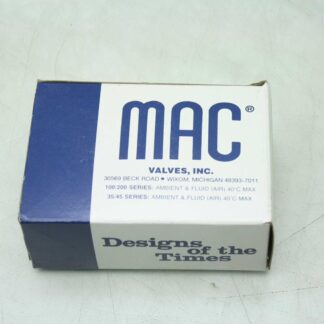 MAC®
VALVES, INC.
30569 BECK ROAD • WIXOM, MICHIGAN 48393-7011
100/200 SERIES: AMBIENT & FLUID (AIR) 40°C MAX
35/45 SERIES: AMBIENT & FLUID (AIR) 40°C MAX
Designs
of the
Times